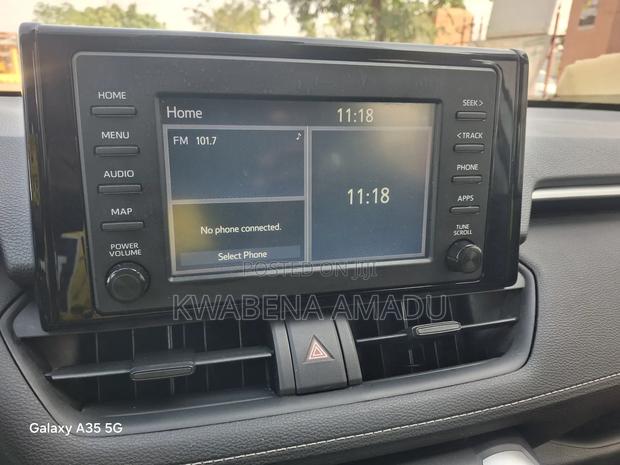 HOME
MENU
AUDIO
MAP
POWER
VOLUME
Home
11:18
FM 101.7
♪
No phone connected.
Select Phone
11:18
SEEK >
< TRACK
PHONE
APPS
TUNE
SCROLL
POSTED ON JIJI
KWABENA AMADU
Galaxy A35 5G